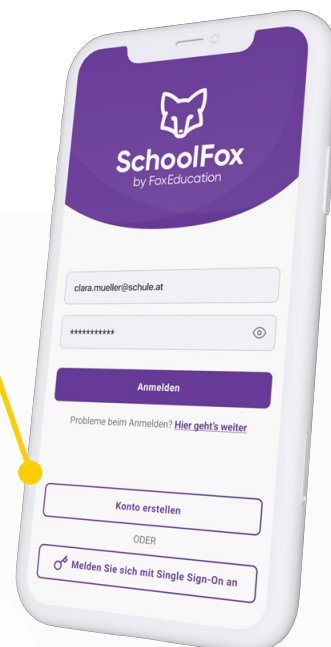 SchoolFox
by FoxEducation
clara.mueller@schule.at
***********
Anmelden
Probleme beim Anmelden? Hier geht's weiter
Konto erstellen
ODER
Melden Sie sich mit Single Sign-On an